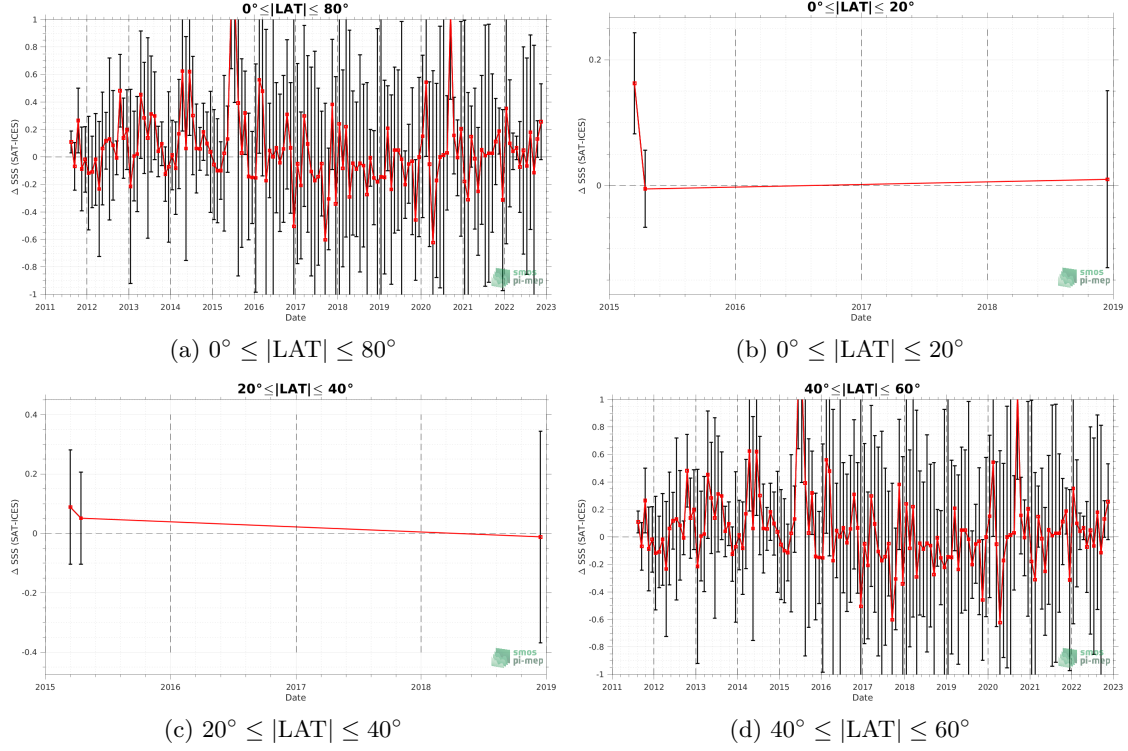 0°≤|LAT|≤ 80°
1
0.8
0.6
0.4
0.2
0
-0.2
-0.4
-0.6
-0.8
-1
Δ SSS (SAT-ICES)
2011 2012 2013 2014 2015 2016 2017 2018 2019 2020 2021 2022 2023
Date
smos
pi-mep
(a) 0° ≤ |LAT| ≤ 80°
0°≤|LAT|≤ 20°
0.2
0
Δ SSS (SAT-ICES)
2015 2016 2017 2018 2019
Date
smos
pi-mep
(b) 0° ≤ |LAT| ≤ 20°
20°≤|LAT|≤ 40°
0.4
0.2
0
-0.2
-0.4
Δ SSS (SAT-ICES)
2015 2016 2017 2018 2019
Date
smos
pi-mep
(c) 20° ≤ |LAT| ≤ 40°
40°≤|LAT|≤ 60°
1
0.8
0.6
0.4
0.2
0
-0.2
-0.4
-0.6
-0.8
-1
Δ SSS (SAT-ICES)
2011 2012 2013 2014 2015 2016 2017 2018 2019 2020 2021 2022 2023
Date
smos
pi-mep
(d) 40° ≤ |LAT| ≤ 60°